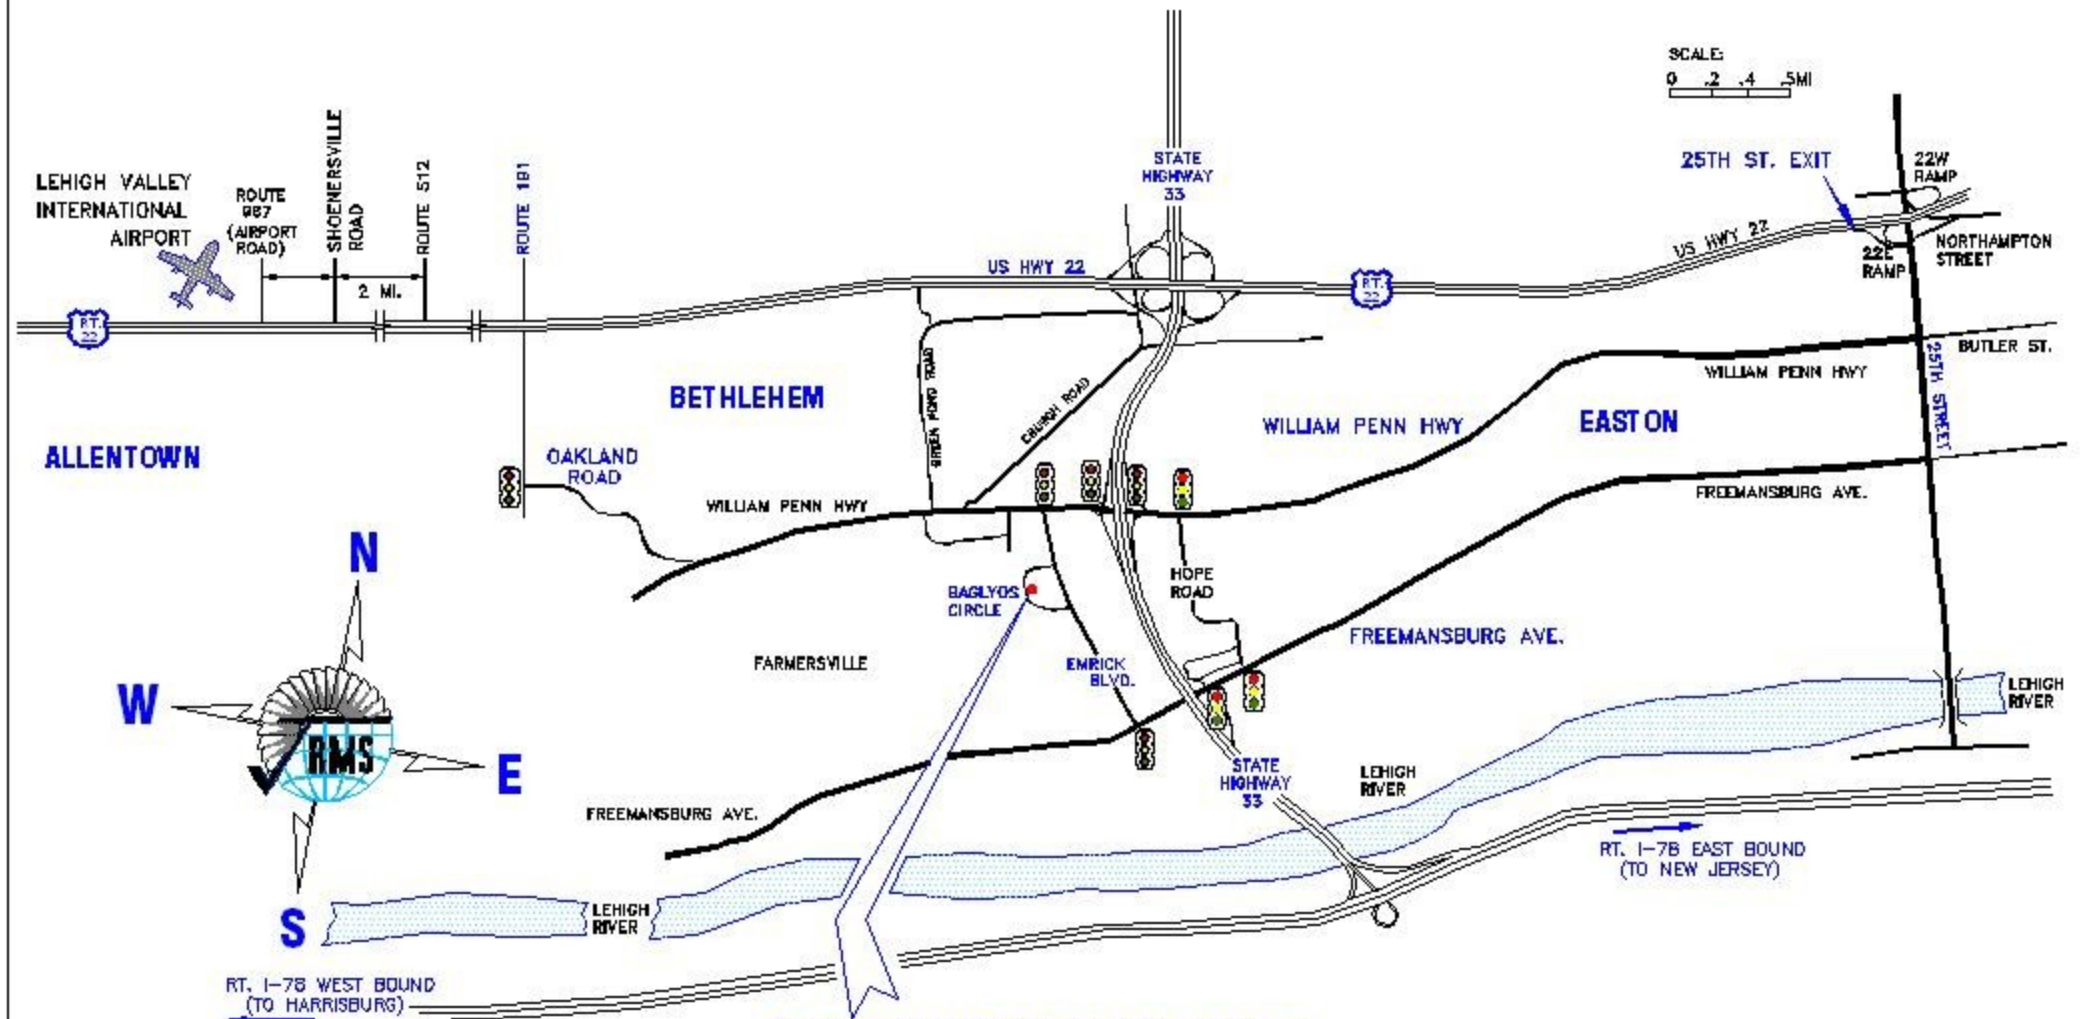 SCALE:
0 .2 .4 .5MI
STATE
HIGHWAY
33
25TH ST. EXIT
22W
RAMP
LEHIGH VALLEY
INTERNATIONAL
AIRPORT
ROUTE
987
(AIRPORT
ROAD)
SHOENERSVILLE
ROAD
ROUTE 512
ROUTE 191
2 MI.
US HWY 22
US HWY 22
22E
RAMP
NORTHAMPTON
STREET
RT.
22
RT.
22
BUTLER ST.
25TH STREET
WILLIAM PENN HWY
BETHLEHEM
GREEN POND ROAD
CHURCH ROAD
WILLIAM PENN HWY
EASTON
ALLENTOWN
OAKLAND
ROAD
WILLIAM PENN HWY
FREEMANSBURG AVE.
N
HOPE
ROAD
BAGLYOS
CIRCLE
FREEMANSBURG AVE.
FARMERSVILLE
EMRICK
BLVD.
W
LEHIGH
RIVER
RMS
E
STATE
HIGHWAY
33
LEHIGH
RIVER
FREEMANSBURG AVE.
RT. I-78 EAST BOUND
(TO NEW JERSEY)
S
LEHIGH
RIVER
RT. I-78 WEST BOUND
(TO HARRISBURG)